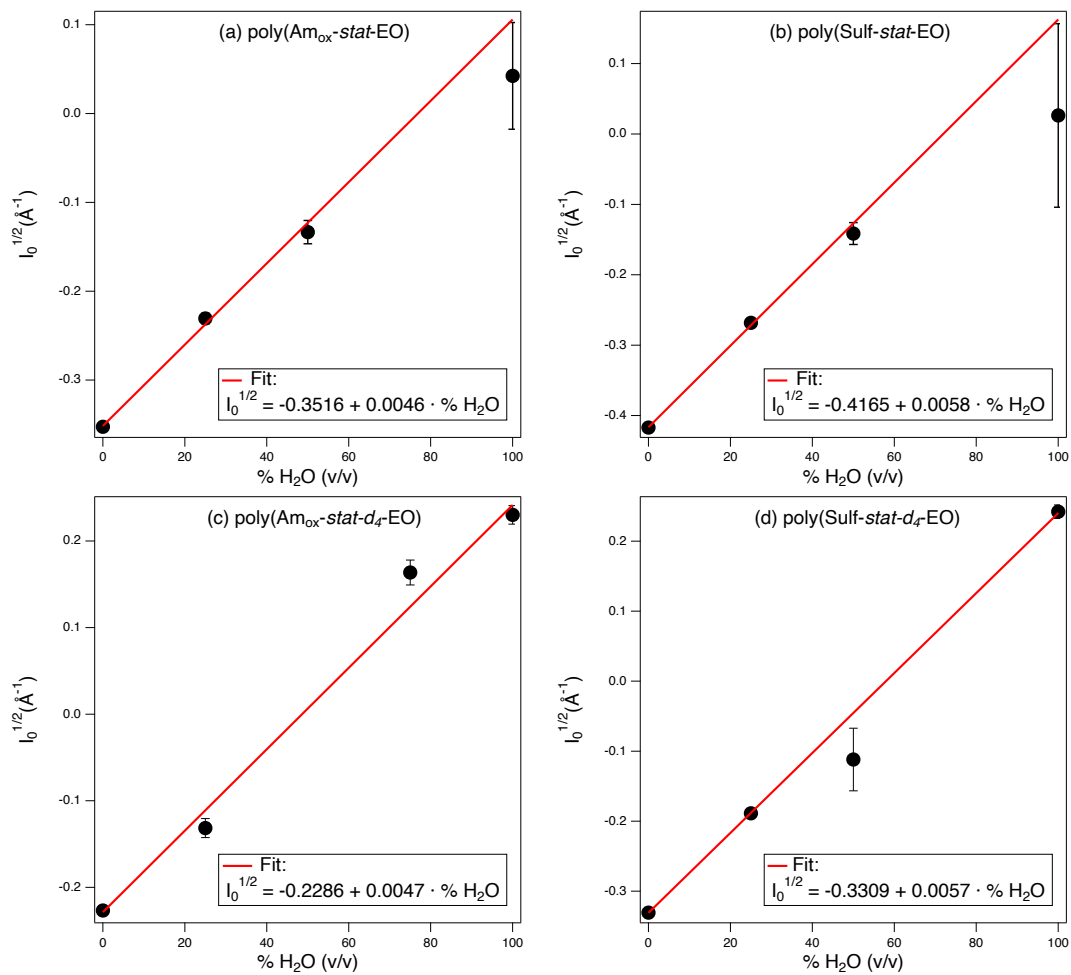 (a) poly(Amox-stat-EO)
I0^1/2 (Å-1)
0.1
0.0
-0.1
-0.2
-0.3
0
20
40
60
80
100
% H2O (v/v)
Fit:
I0^1/2 = -0.3516 + 0.0046 · % H2O
(b) poly(Sulf-stat-EO)
I0^1/2 (Å-1)
0.1
0.0
-0.1
-0.2
-0.3
-0.4
0
20
40
60
80
100
% H2O (v/v)
Fit:
I0^1/2 = -0.4165 + 0.0058 · % H2O
(c) poly(Amox-stat-d4-EO)
I0^1/2 (Å-1)
0.2
0.1
0.0
-0.1
-0.2
0
20
40
60
80
100
% H2O (v/v)
Fit:
I0^1/2 = -0.2286 + 0.0047 · % H2O
(d) poly(Sulf-stat-d4-EO)
I0^1/2 (Å-1)
0.2
0.1
0.0
-0.1
-0.2
-0.3
0
20
40
60
80
100
% H2O (v/v)
Fit:
I0^1/2 = -0.3309 + 0.0057 · % H2O